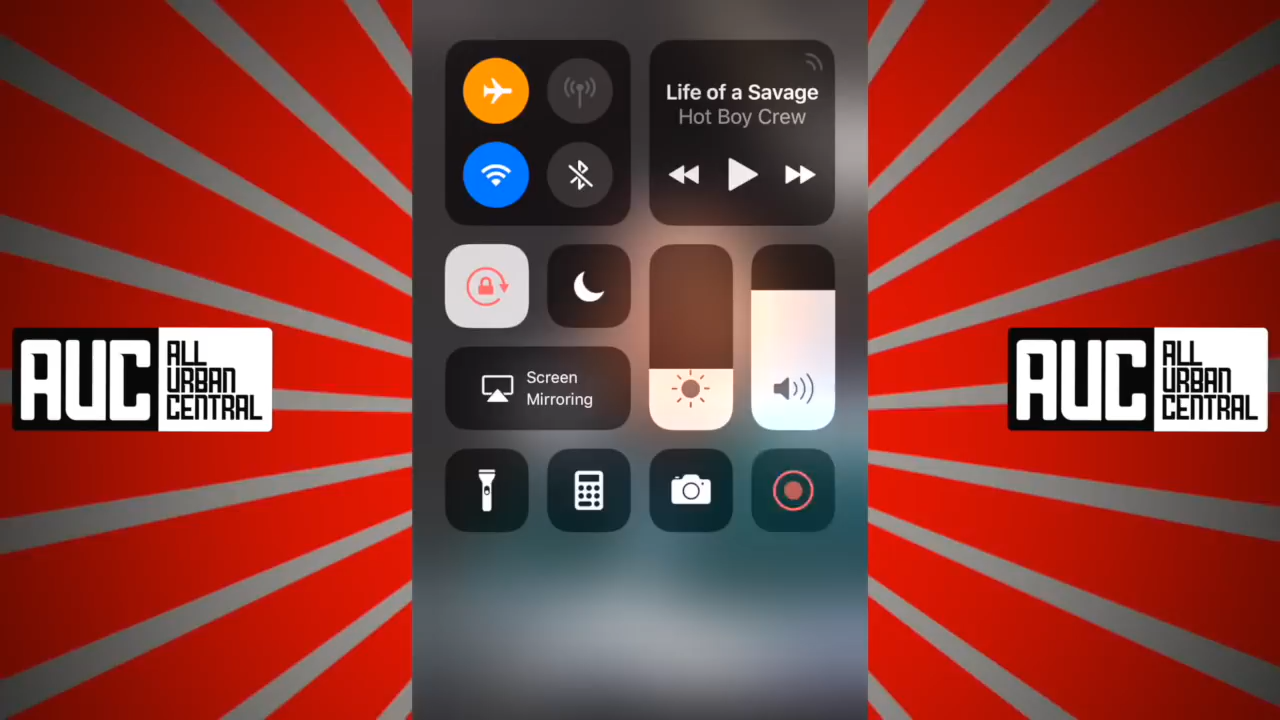 Life of a Savage
Hot Boy Crew
AUC
ALL
URBAN
CENTRAL
AUC
ALL
URBAN
CENTRAL
Screen
Mirroring